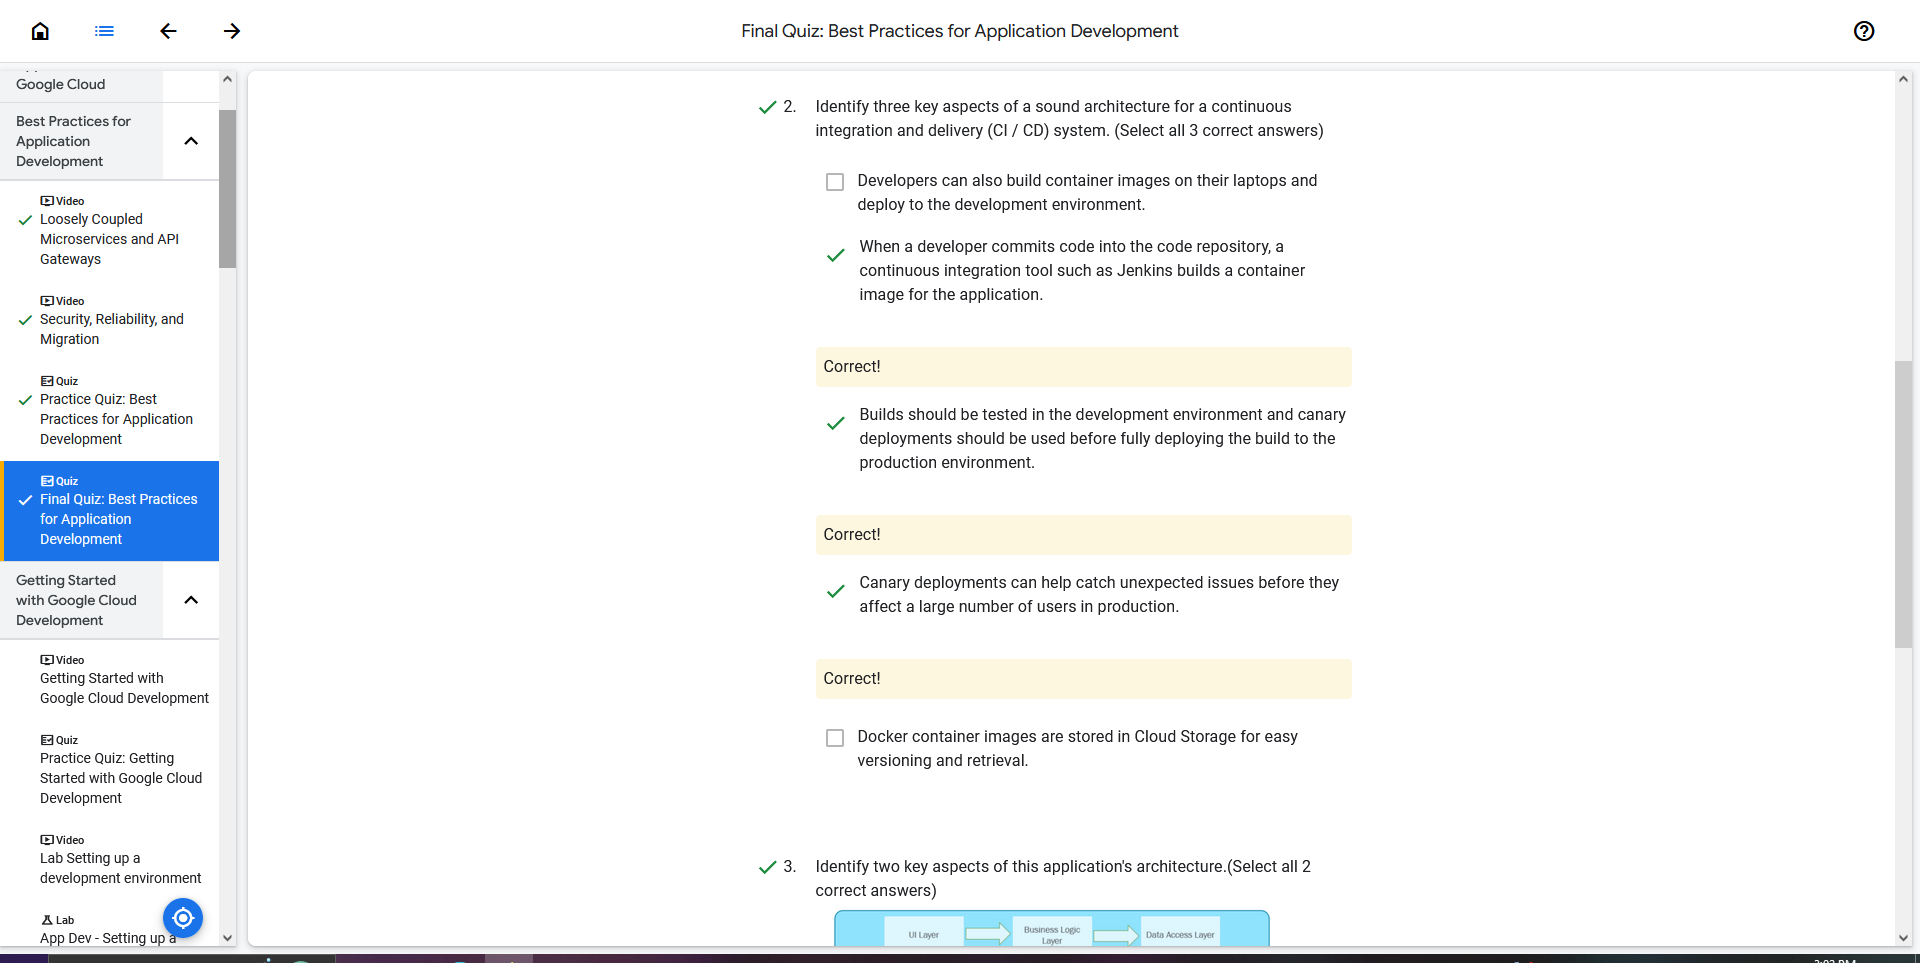 Final Quiz: Best Practices for Application Development
Google Cloud
Best Practices for
Application
Development
Video
Loosely Coupled
Microservices and API
Gateways
Video
Security, Reliability, and
Migration
Quiz
Practice Quiz: Best
Practices for Application
Development
Quiz
Final Quiz: Best Practices
for Application
Development
Getting Started
with Google Cloud
Development
Video
Getting Started with
Google Cloud Development
Quiz
Practice Quiz: Getting
Started with Google Cloud
Development
Video
Lab Setting up a
development environment
Lab
App Dev - Setting up a
2. Identify three key aspects of a sound architecture for a continuous
integration and delivery (CI / CD) system. (Select all 3 correct answers)
Developers can also build container images on their laptops and
deploy to the development environment.
When a developer commits code into the code repository, a
continuous integration tool such as Jenkins builds a container
image for the application.
Correct!
Builds should be tested in the development environment and canary
deployments should be used before fully deploying the build to the
production environment.
Correct!
Canary deployments can help catch unexpected issues before they
affect a large number of users in production.
Correct!
Docker container images are stored in Cloud Storage for easy
versioning and retrieval.
3. Identify two key aspects of this application's architecture.(Select all 2
correct answers)
UI Layer
Business Logic
Layer
Data Access Layer